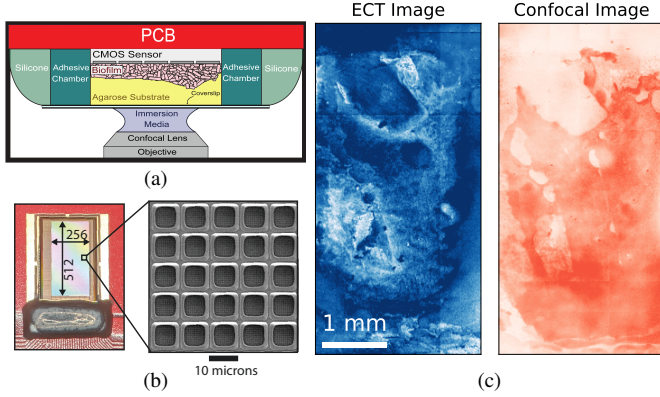 PCB
CMOS Sensor
Silicone
Adhesive
Chamber
Biofilm
Adhesive
Chamber
Silicone
Agarose Substrate
Coverslip
Immersion
Media
Confocal Lens
Objective
(a)
256
512
10 microns
(b)
ECT Image
Confocal Image
1 mm
(c)